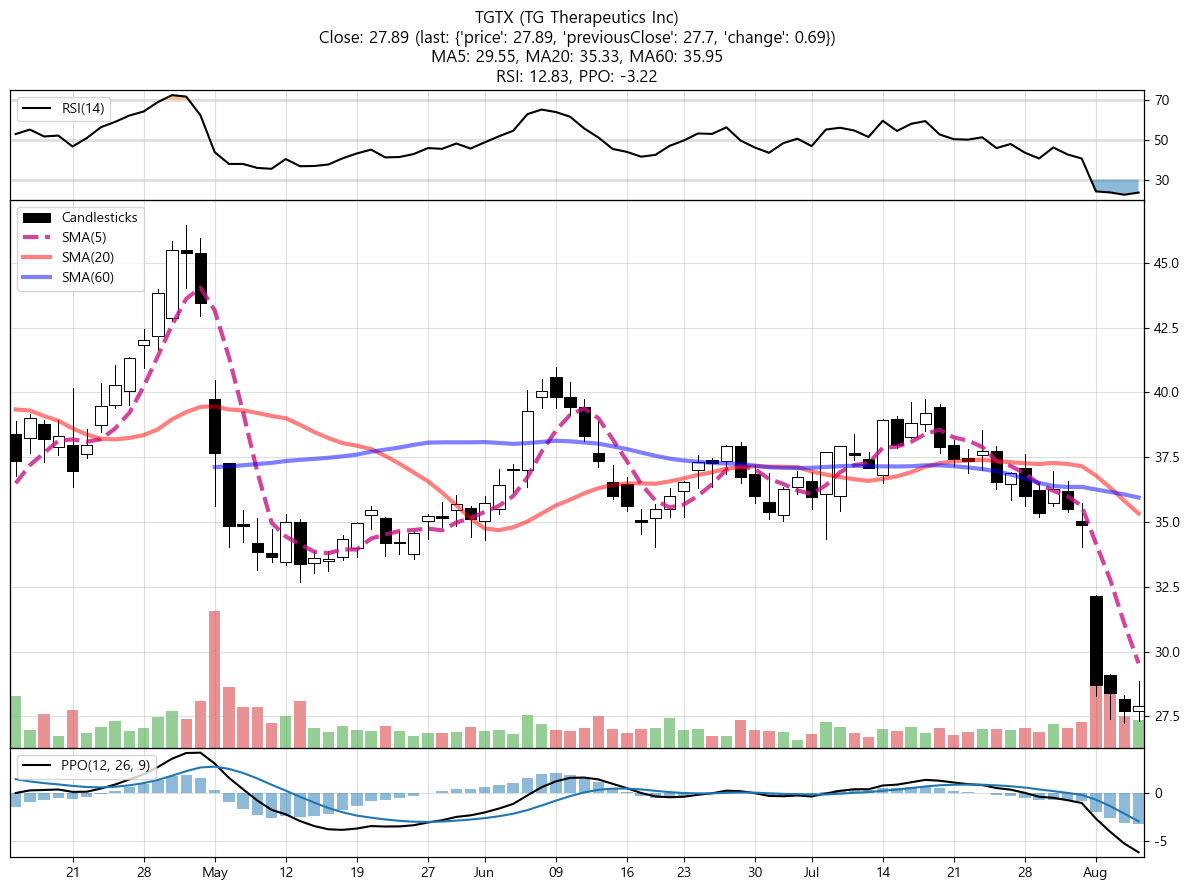 TGTX (TG Therapeutics Inc)
Close: 27.89 (last: {'price': 27.89, 'previousClose': 27.7, 'change': 0.69})
MA5: 29.55, MA20: 35.33, MA60: 35.95
RSI: 12.83, PPO: -3.22
RSI(14)
70
50
30
Candlesticks
SMA(5)
SMA(20)
SMA(60)
45.0
42.5
40.0
37.5
35.0
32.5
30.0
27.5
PPO(12, 26, 9)
0
-5
21 28 May 12 19 27 Jun 09 16 23 30 Jul 14 21 28 Aug